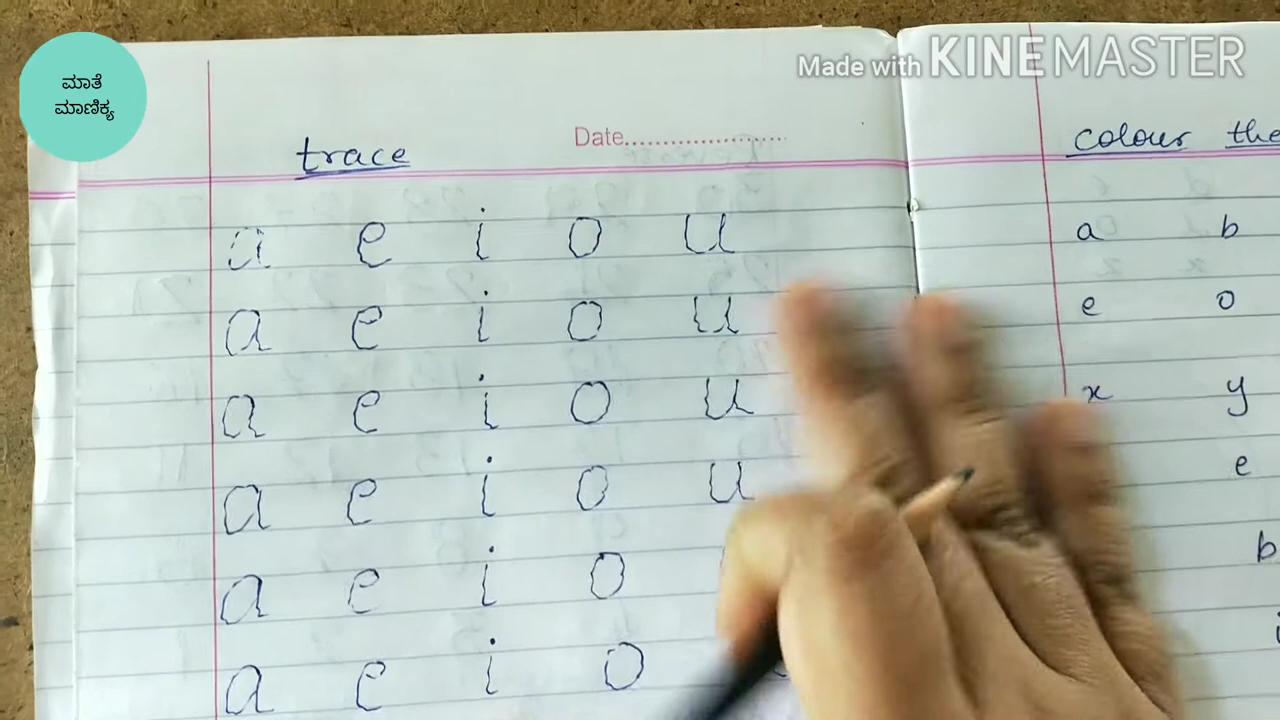 ಮಾತೆ
ಮಾಣಿಕ್ಯ
Made with KINEMASTER
trace
Date
a e i o u
a e i o u
a e i o u
a e i o u
a e i o
a e i o
colour the
a b
e o
x y
e
b
i